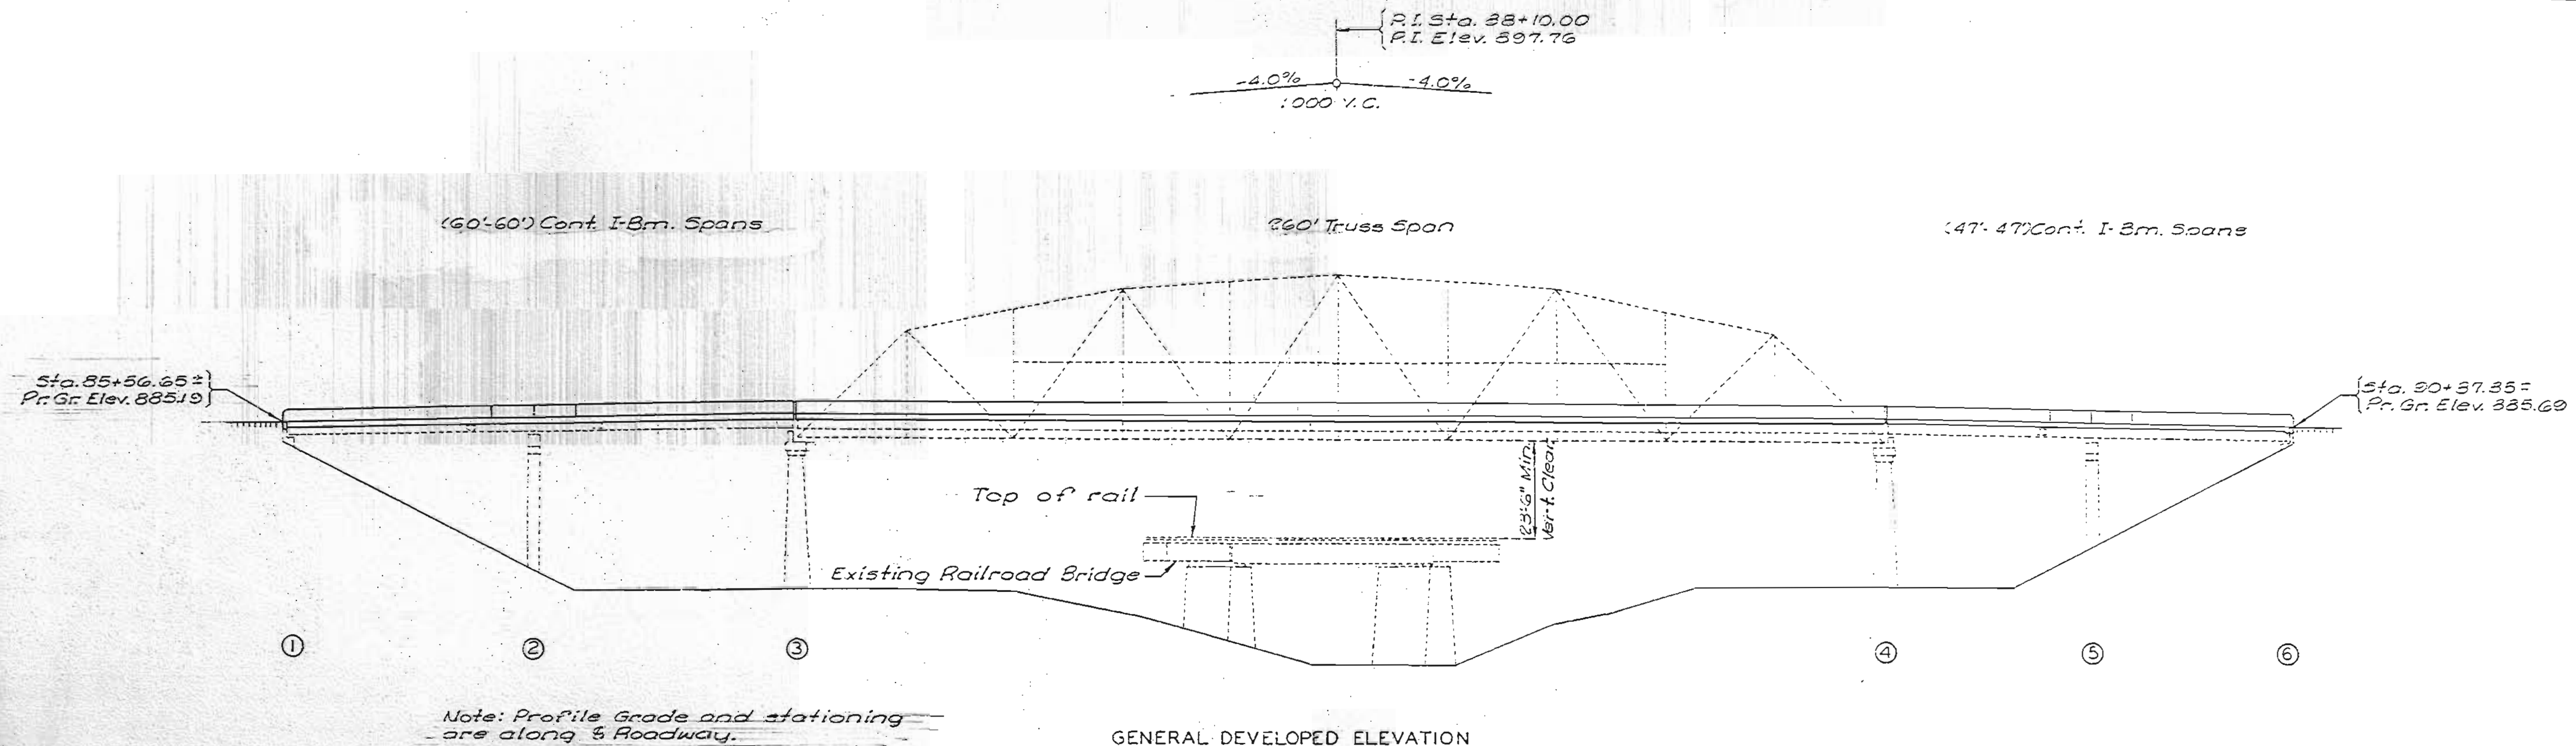 P.I. Sta. 88+10.00
P.I. Elev. 897.76
-4.0%
-4.0%
1000 V.C.
(60'-60') Cont. I-Bm. Spans
260' Truss Span
(47'-47') Cont. I-Bm. Spans
Sta. 85+56.65±
Pr. Gr. Elev. 885.19
Sta. 90+37.35±
Pr. Gr. Elev. 885.69
23'-6" Min.
Vert. Clear
Top of rail
Existing Railroad Bridge
1
2
3
4
5
6
Note: Profile Grade and stationing
are along ℄ Roadway.
GENERAL DEVELOPED ELEVATION